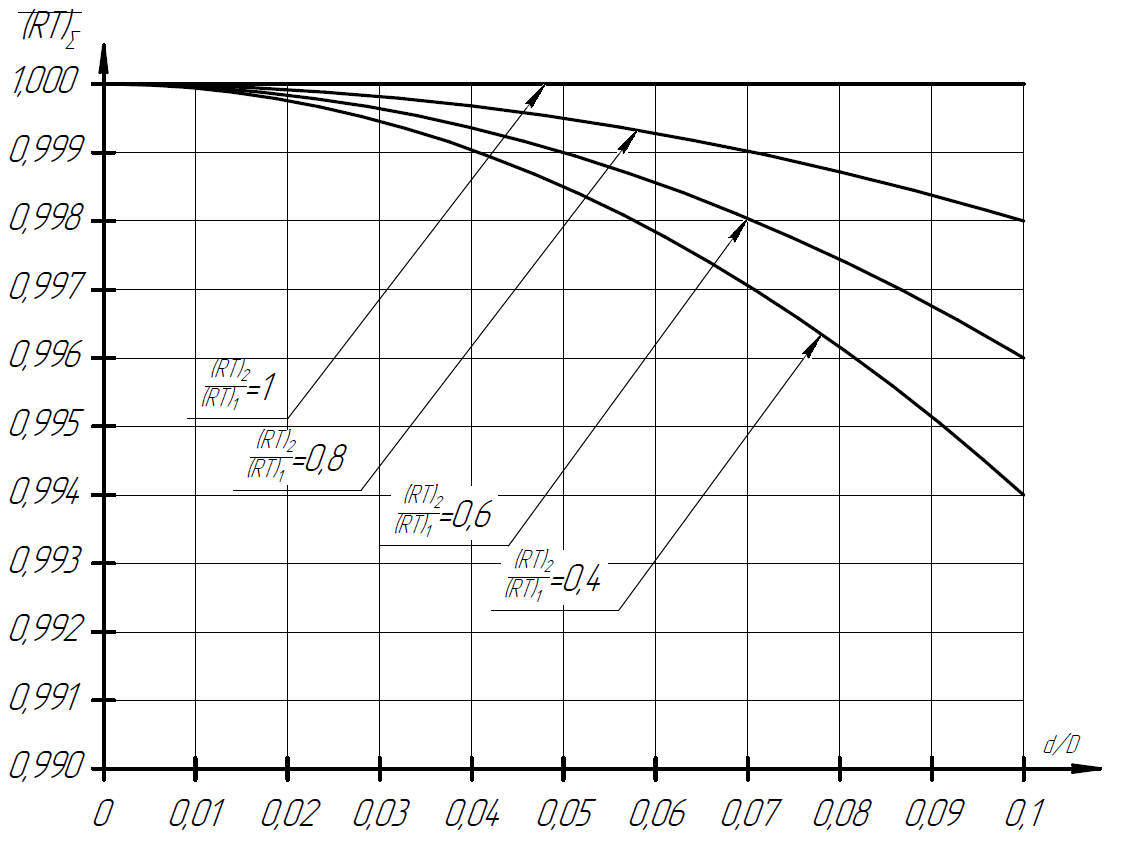 (RT)Σ
1,000
0,999
0,998
0,997
0,996
0,995
0,994
0,993
0,992
0,991
0,990
(RT)2
(RT)1 =1
(RT)2
(RT)1 =0,8
(RT)2
(RT)1 =0,6
(RT)2
(RT)1 =0,4
d/D
0 0,01 0,02 0,03 0,04 0,05 0,06 0,07 0,08 0,09 0,1